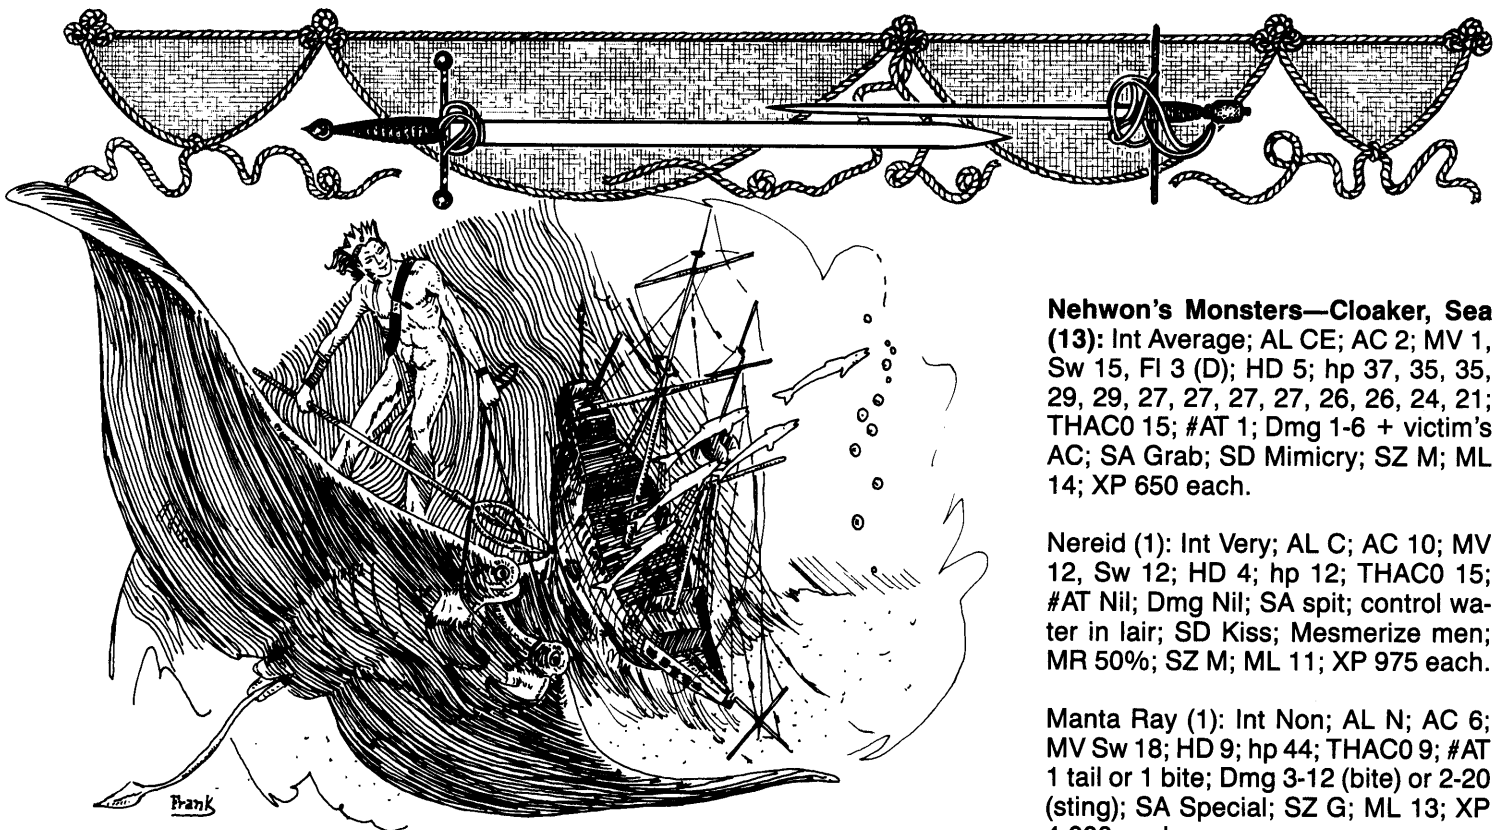 Nehwon's Monsters—Cloaker, Sea
(13): Int Average; AL CE; AC 2; MV 1,
Sw 15, Fl 3 (D); HD 5; hp 37, 35, 35,
29, 29, 27, 27, 27, 27, 26, 26, 24, 21;
THAC0 15; #AT 1; Dmg 1-6 + victim's
AC; SA Grab; SD Mimicry; SZ M; ML
14; XP 650 each.
Nereid (1): Int Very; AL C; AC 10; MV
12, Sw 12; HD 4; hp 12; THAC0 15;
#AT Nil; Dmg Nil; SA spit; control wa-
ter in lair; SD Kiss; Mesmerize men;
MR 50%; SZ M; ML 11; XP 975 each.
Manta Ray (1): Int Non; AL N; AC 6;
MV Sw 18; HD 9; hp 44; THAC0 9; #AT
1 tail or 1 bite; Dmg 3-12 (bite) or 2-20
(sting); SA Special; SZ G; ML 13; XP
Frank